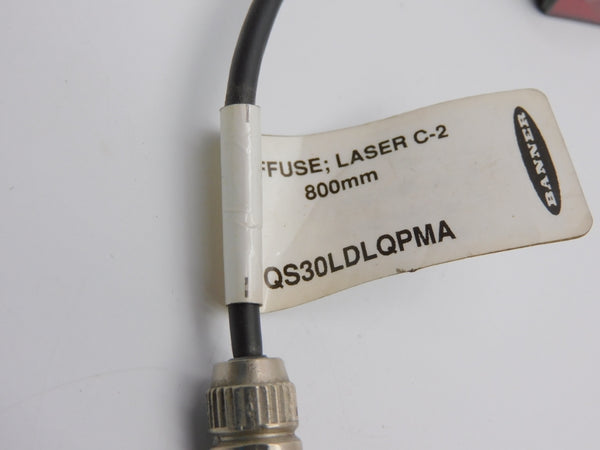 FFUSE; LASER C-2
800mm
QS30LDLQPMA
BANNER